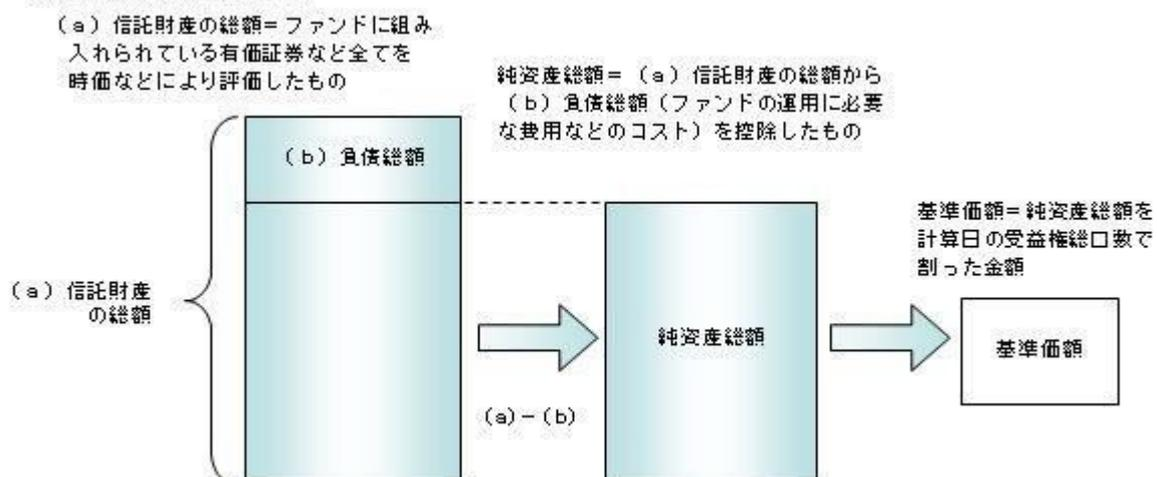 (a)信託財産の総額=ファンドに組み
入れられている有価証券など全てを
時価などにより評価したもの
純資産総額=(a)信託財産の総額から
(b)負債総額(ファンドの運用に必要
な費用などのコスト)を控除したもの
(b)負債総額
基準価額=純資産総額を
計算日の受益権総口数で
割った金額
(a)信託財産
の総額
純資産総額
基準価額
(a)-(b)